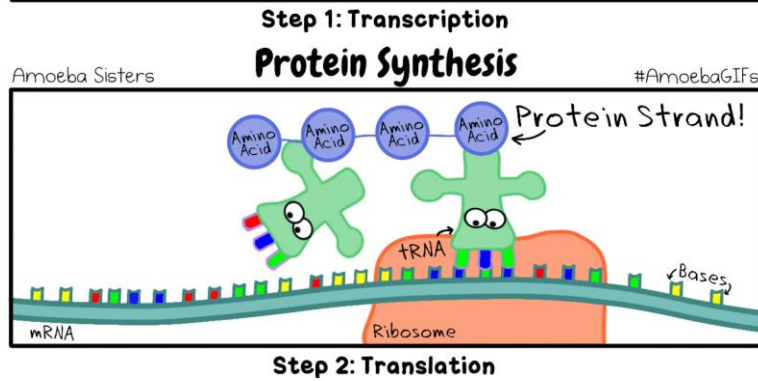 Step 1: Transcription
Protein Synthesis
Amoeba Sisters
#AmoebaGIFs
Amino Acid
Amino Acid
Amino Acid
Amino Acid
Protein Strand!
tRNA
Bases
mRNA
Ribosome
Step 2: Translation